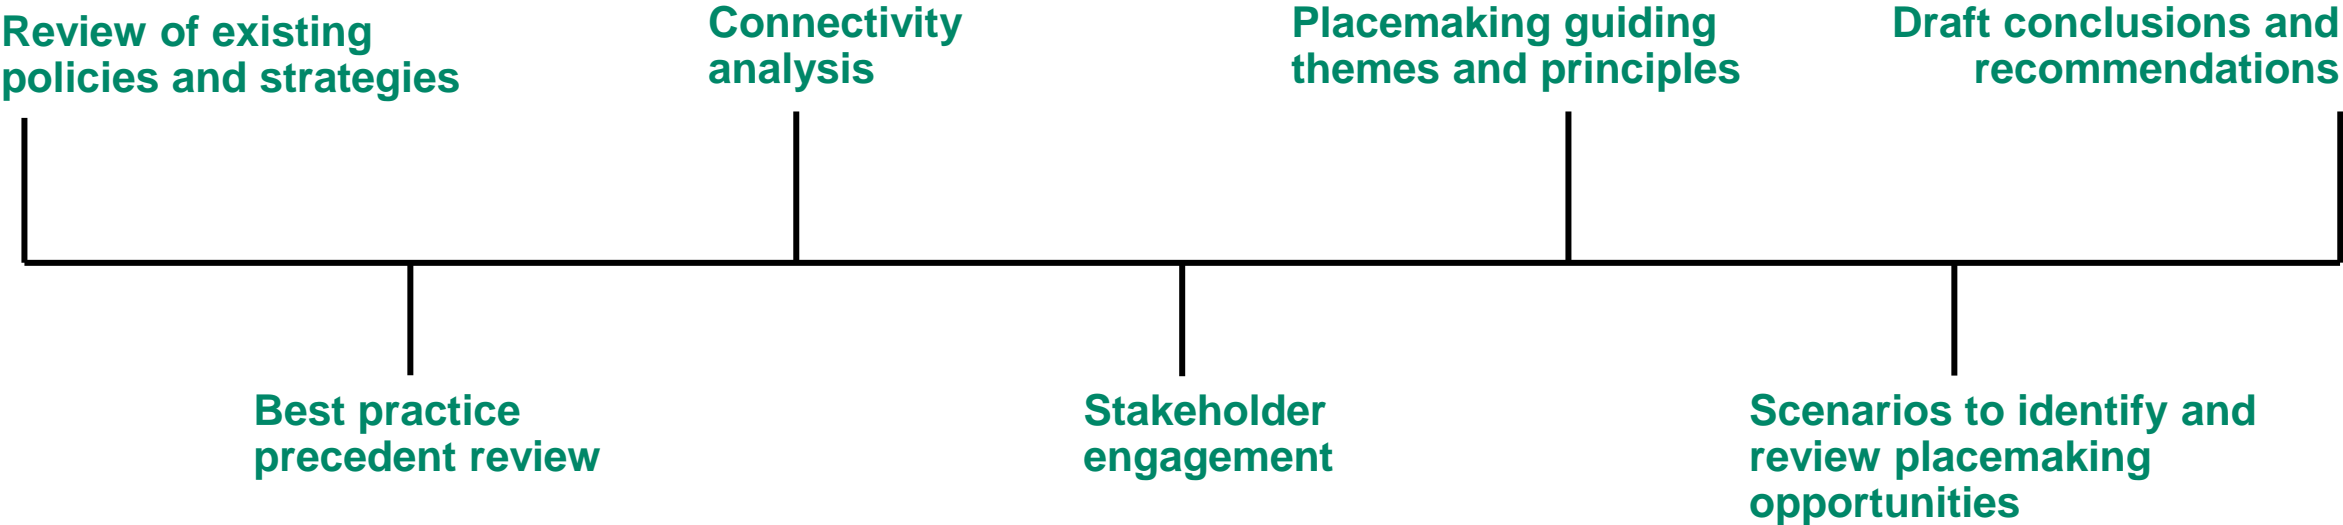 Review of existing
policies and strategies
Best practice
precedent review
Connectivity
analysis
Stakeholder
engagement
Placemaking guiding
themes and principles
Scenarios to identify and
review placemaking
opportunities
Draft conclusions and
recommendations